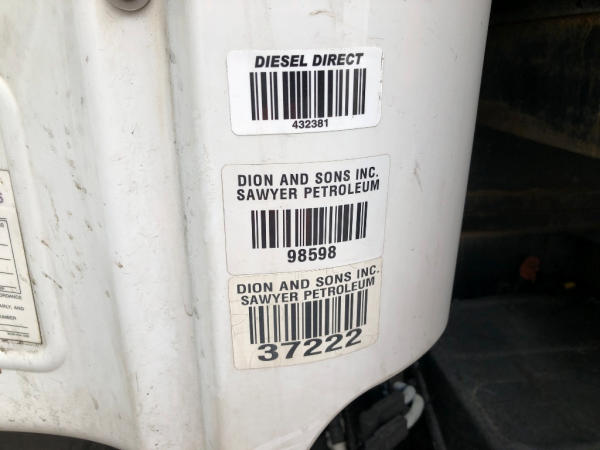 DIESEL DIRECT
432381
DION AND SONS INC.
SAWYER PETROLEUM
98598
DION AND SONS INC.
SAWYER PETROLEUM
37222